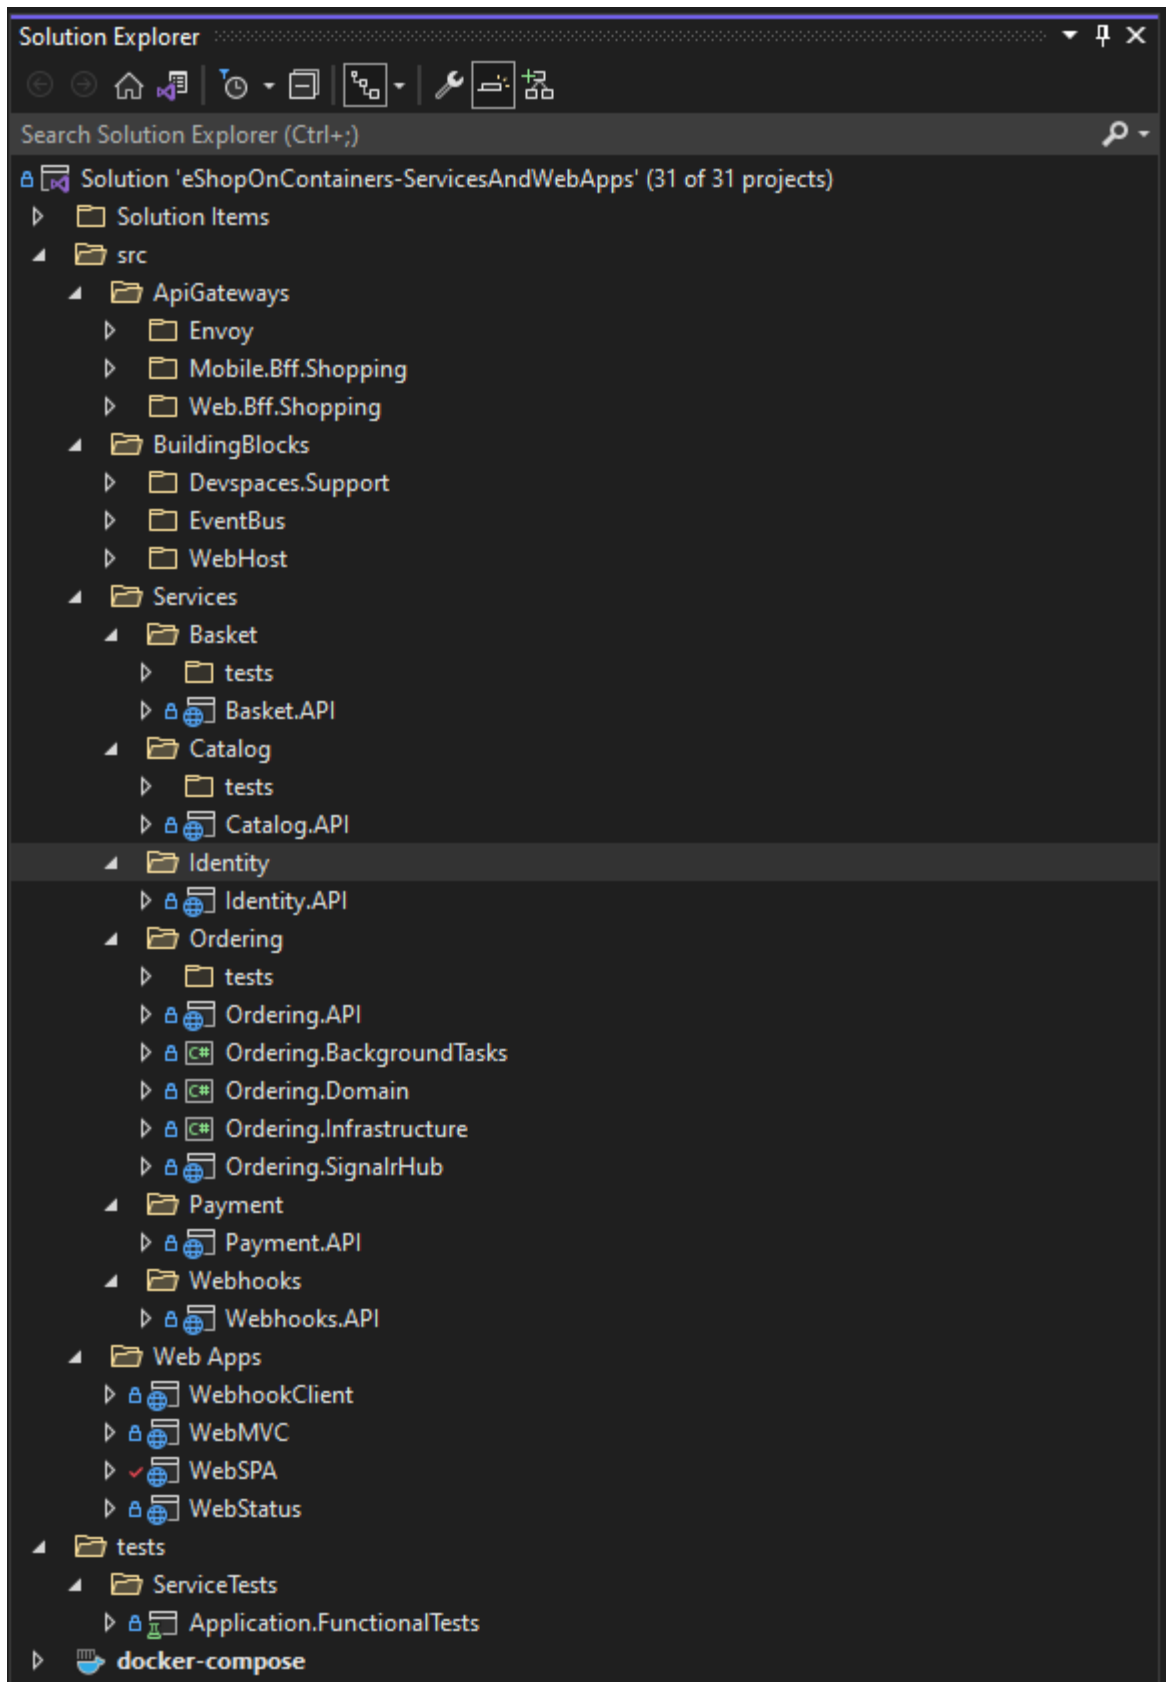 Solution Explorer
Search Solution Explorer (Ctrl+;)
Solution 'eShopOnContainers-ServicesAndWebApps' (31 of 31 projects)
Solution Items
src
ApiGateways
Envoy
Mobile.Bff.Shopping
Web.Bff.Shopping
BuildingBlocks
Devspaces.Support
EventBus
WebHost
Services
Basket
tests
Basket.API
Catalog
tests
Catalog.API
Identity
Identity.API
Ordering
tests
Ordering.API
C# Ordering.BackgroundTasks
C# Ordering.Domain
C# Ordering.Infrastructure
Ordering.SignalrHub
Payment
Payment.API
Webhooks
Webhooks.API
Web Apps
WebhookClient
WebMVC
WebSPA
WebStatus
tests
ServiceTests
Application.FunctionalTests
docker-compose